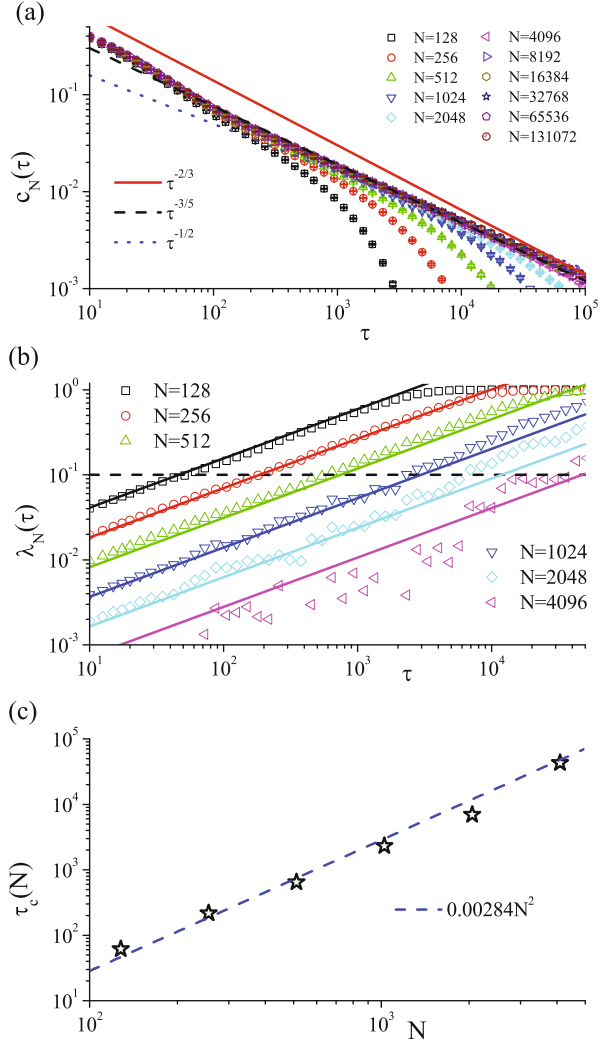 (a)
N=128
N=256
N=512
N=1024
N=2048
N=4096
N=8192
N=16384
N=32768
N=65536
N=131072
τ^{-2/3}
τ^{-3/5}
τ^{-1/2}
10^{-1}
10^{-2}
10^{-3}
c_N(τ)
10^1 10^2 10^3 10^4 10^5
τ
(b)
N=128
N=256
N=512
N=1024
N=2048
N=4096
10^0
10^{-1}
10^{-2}
10^{-3}
λ_N(τ)
10^1 10^2 10^3 10^4
τ
(c)
10^5
10^4
10^3
10^2
10^1
τ_c(N)
0.00284N^2
10^2 10^3
N